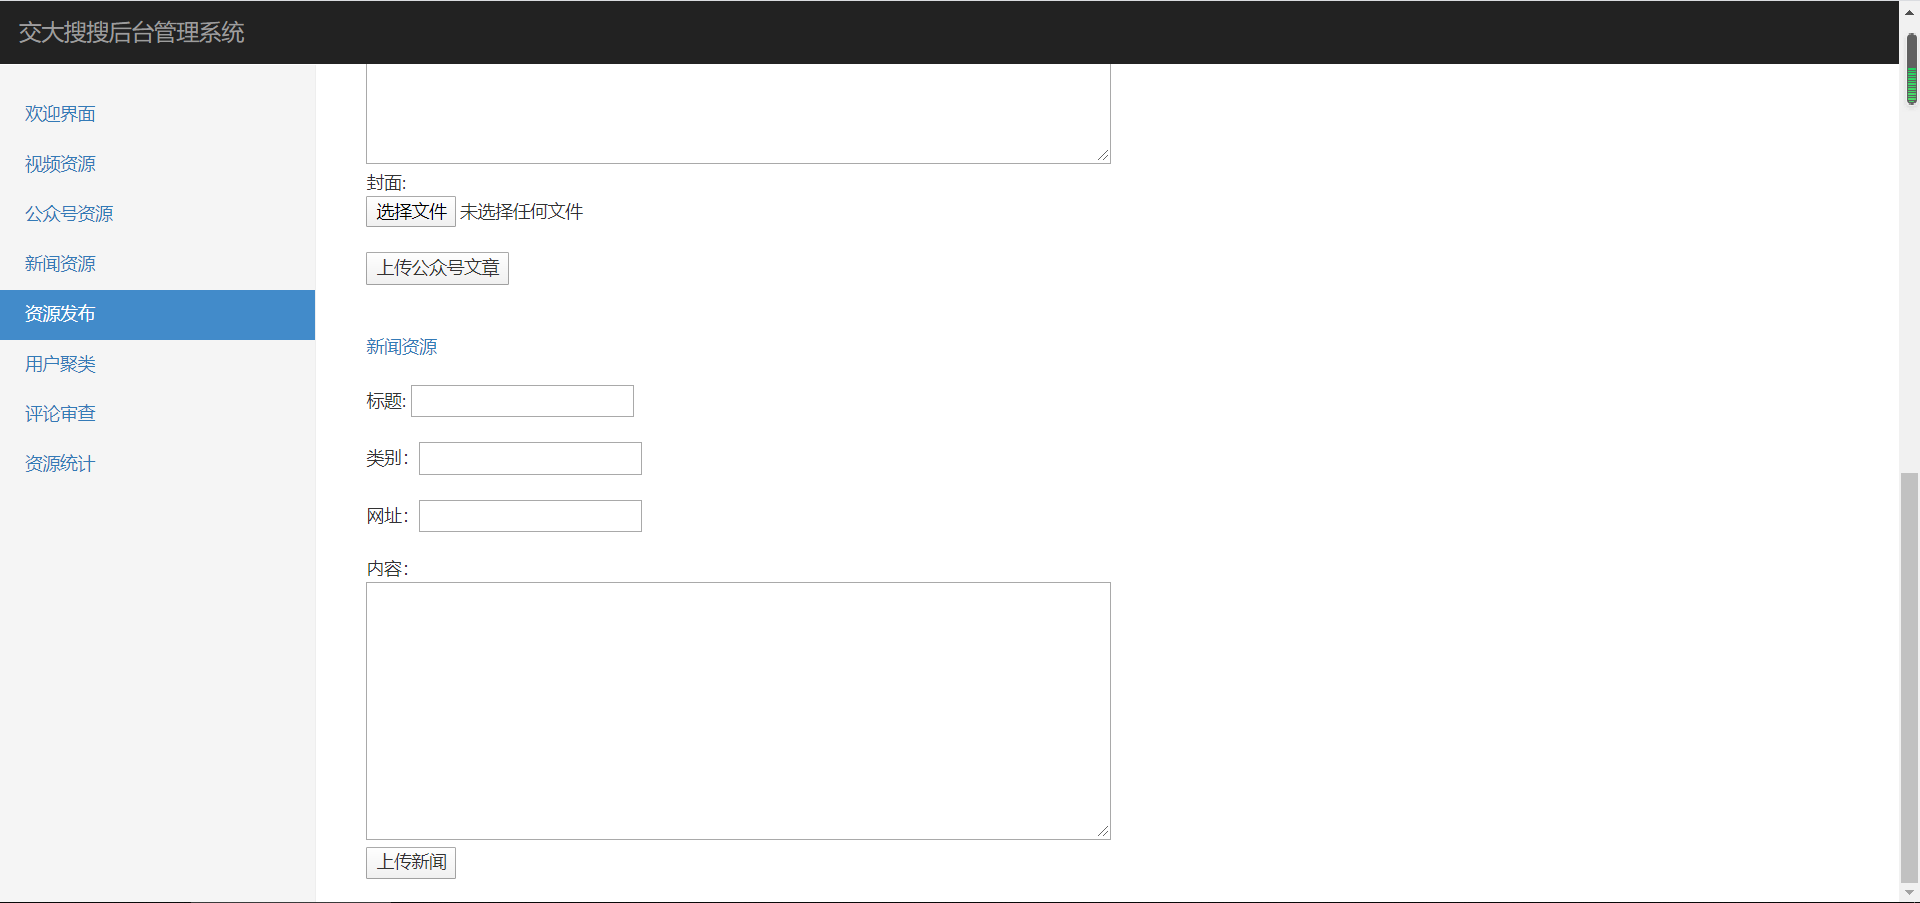 交大搜搜后台管理系统
欢迎界面
视频资源
公众号资源
新闻资源
资源发布
用户聚类
评论审查
资源统计
封面:
选择文件 未选择任何文件
上传公众号文章
新闻资源
标题:
类别：
网址：
内容：
上传新闻